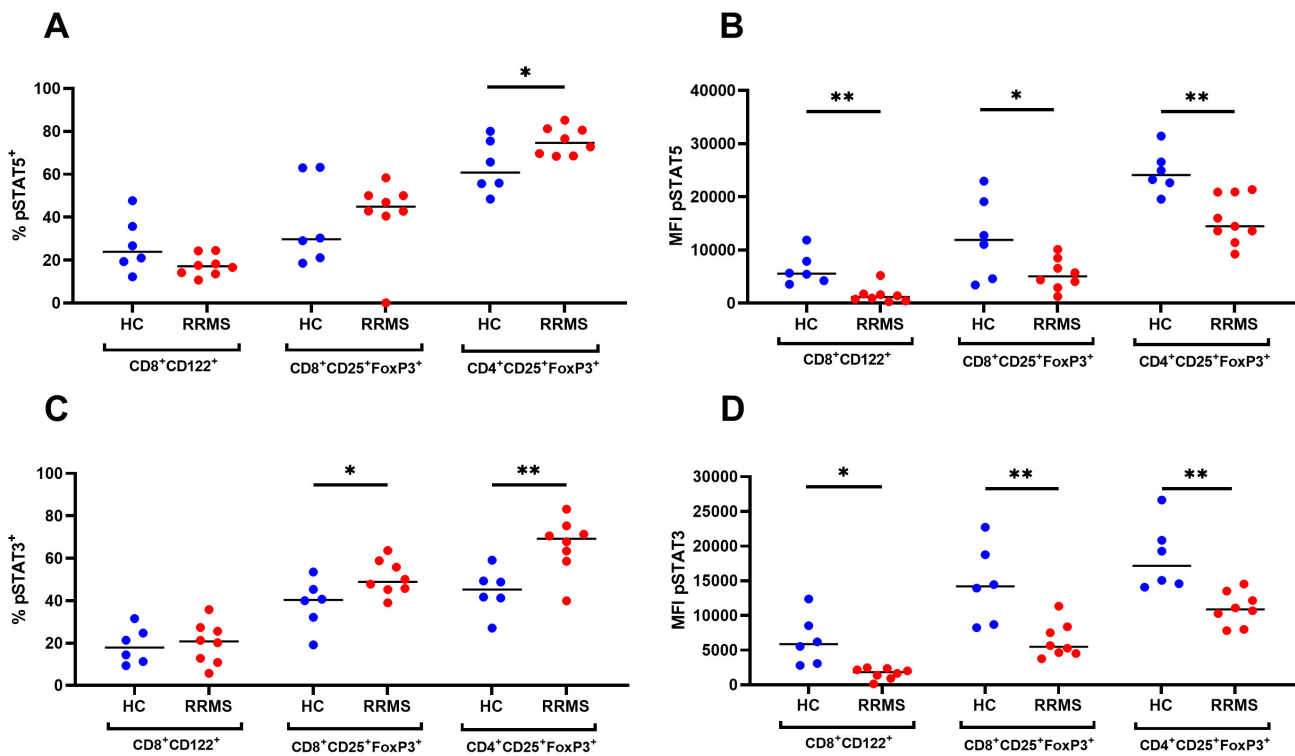 A
% pSTAT5⁺
100
80
60
40
20
0
*
HC RRMS HC RRMS HC RRMS
CD8⁺CD122⁺ CD8⁺CD25⁺FoxP3⁺ CD4⁺CD25⁺FoxP3⁺
B
MFI pSTAT5
40000
30000
20000
10000
0
** * **
HC RRMS HC RRMS HC RRMS
CD8⁺CD122⁺ CD8⁺CD25⁺FoxP3⁺ CD4⁺CD25⁺FoxP3⁺
C
% pSTAT3⁺
100
80
60
40
20
0
* **
HC RRMS HC RRMS HC RRMS
CD8⁺CD122⁺ CD8⁺CD25⁺FoxP3⁺ CD4⁺CD25⁺FoxP3⁺
D
MFI pSTAT3
30000
25000
20000
15000
10000
5000
0
* ** **
HC RRMS HC RRMS HC RRMS
CD8⁺CD122⁺ CD8⁺CD25⁺FoxP3⁺ CD4⁺CD25⁺FoxP3⁺